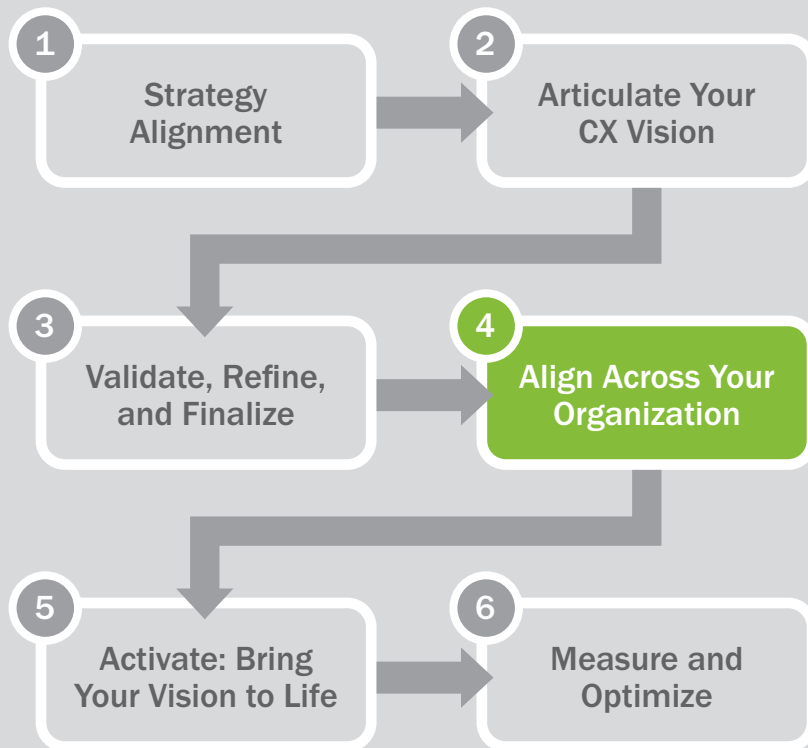 1
Strategy
Alignment
2
Articulate Your
CX Vision
3
Validate, Refine,
and Finalize
4
Align Across Your
Organization
5
Activate: Bring
Your Vision to Life
6
Measure and
Optimize